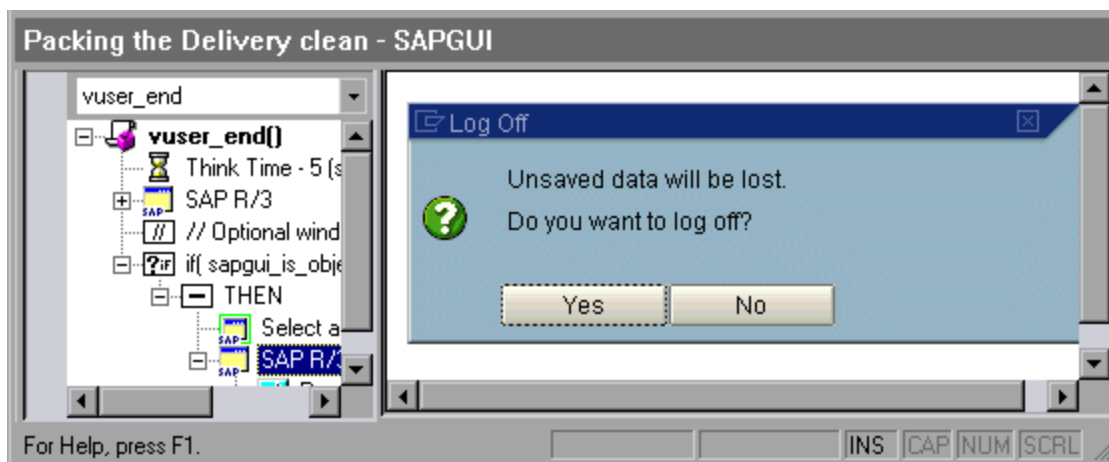 Packing the Delivery clean - SAPGUI
vuser_end
vuser_end()
Think Time - 5 (s
SAP R/3
// // Optional wind
?IF if( sapgui_is_obje
THEN
Select a
SAP R/3
Log Off
Unsaved data will be lost.
Do you want to log off?
Yes No
For Help, press F1.
INS CAP NUM SCRL